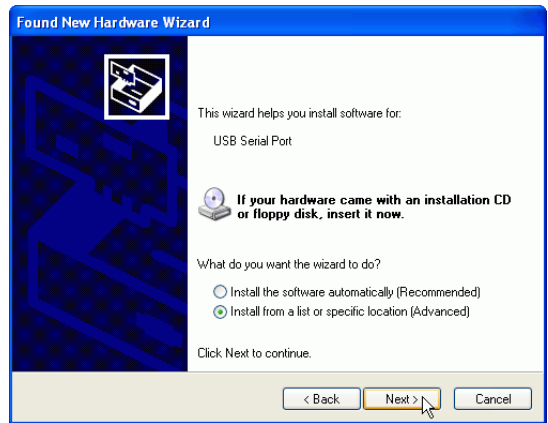 Found New Hardware Wizard
This wizard helps you install software for:
USB Serial Port
If your hardware came with an installation CD
or floppy disk, insert it now.
What do you want the wizard to do?
Install the software automatically (Recommended)
Install from a list or specific location (Advanced)
Click Next to continue.
< Back Next > Cancel